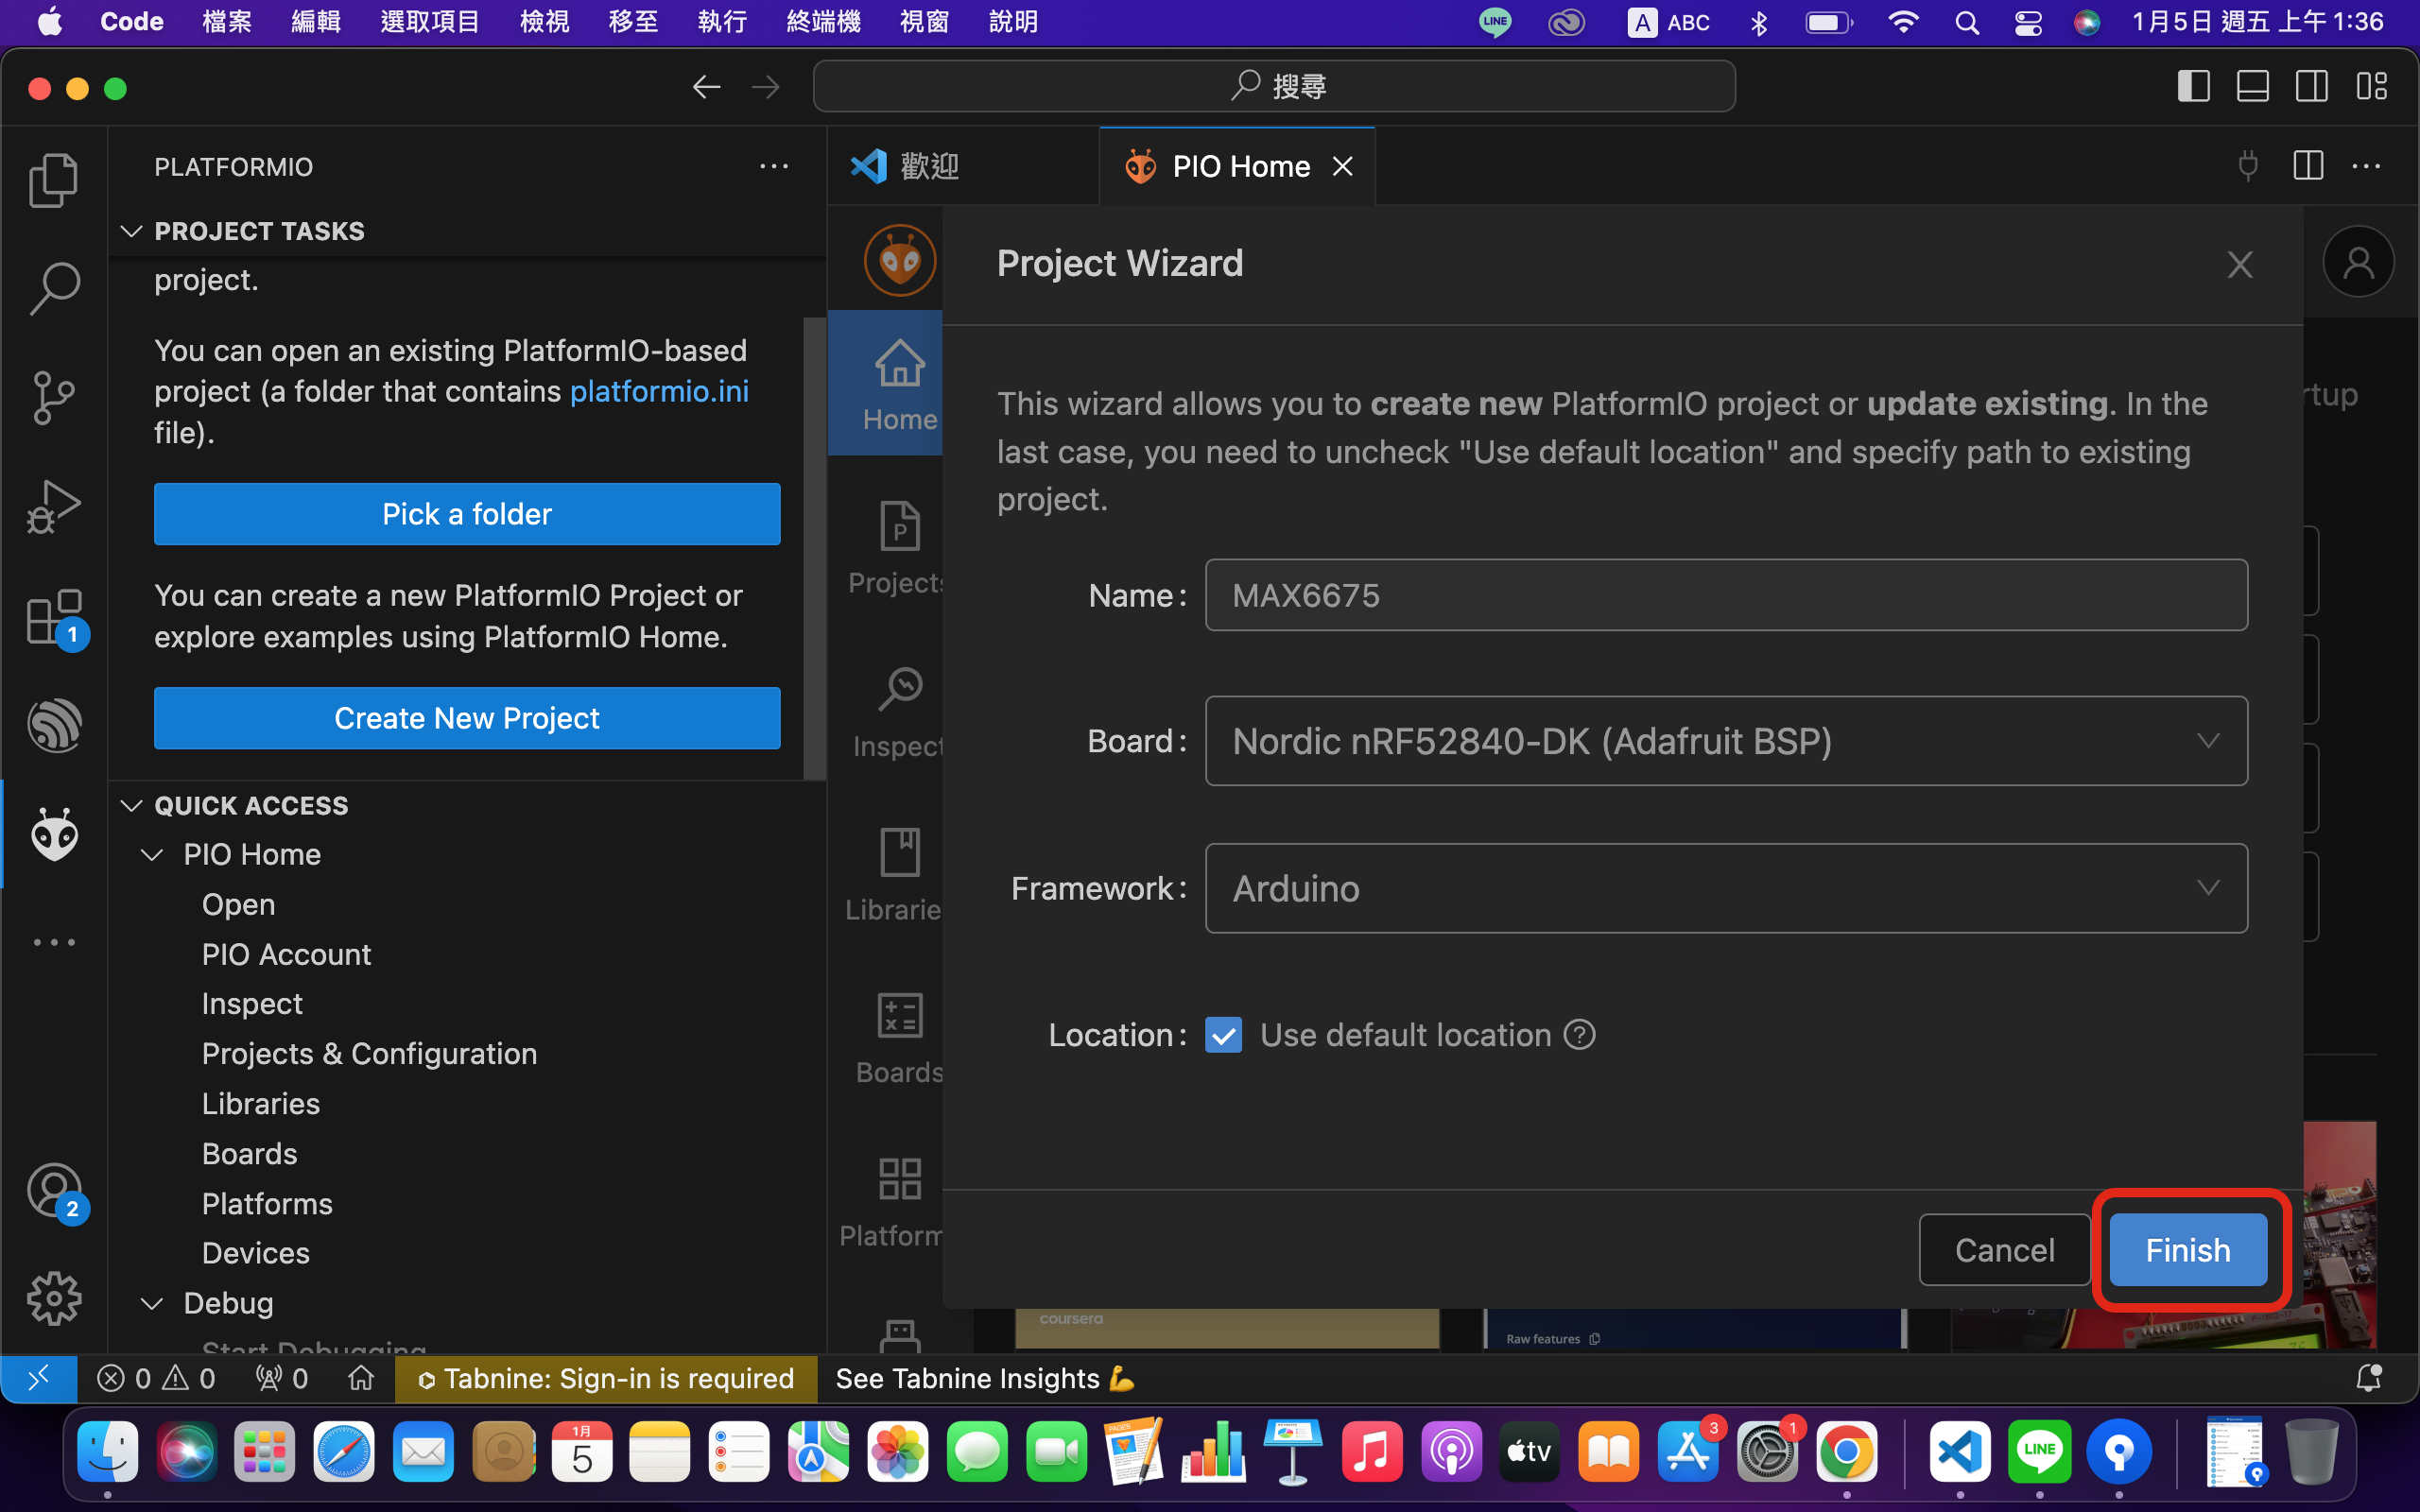 Code 檔案 編輯 選取項目 檢視 移至 執行 終端機 視窗 說明 LINE A ABC 1月5日 週五 上午 1:36
搜尋
PLATFORMIO
PROJECT TASKS
project.
You can open an existing PlatformIO-based
project (a folder that contains platformio.ini
file).
Pick a folder
You can create a new PlatformIO Project or
explore examples using PlatformIO Home.
Create New Project
QUICK ACCESS
PIO Home
Open
PIO Account
Inspect
Projects & Configuration
Libraries
Boards
Platforms
Devices
Debug
Start Debugging
1
2
歡迎
PIO Home
Home
Projects
Inspect
Librarie
Boards
Platform
Project Wizard
This wizard allows you to create new PlatformIO project or update existing. In the
last case, you need to uncheck "Use default location" and specify path to existing
project.
Name:
MAX6675
Board:
Nordic nRF52840-DK (Adafruit BSP)
Framework:
Arduino
Location:
Use default location
Cancel
Finish
rtup
coursera
Raw features
0 0 0 Tabnine: Sign-in is required See Tabnine Insights 💪
1月
5
tv
3
1
LINE